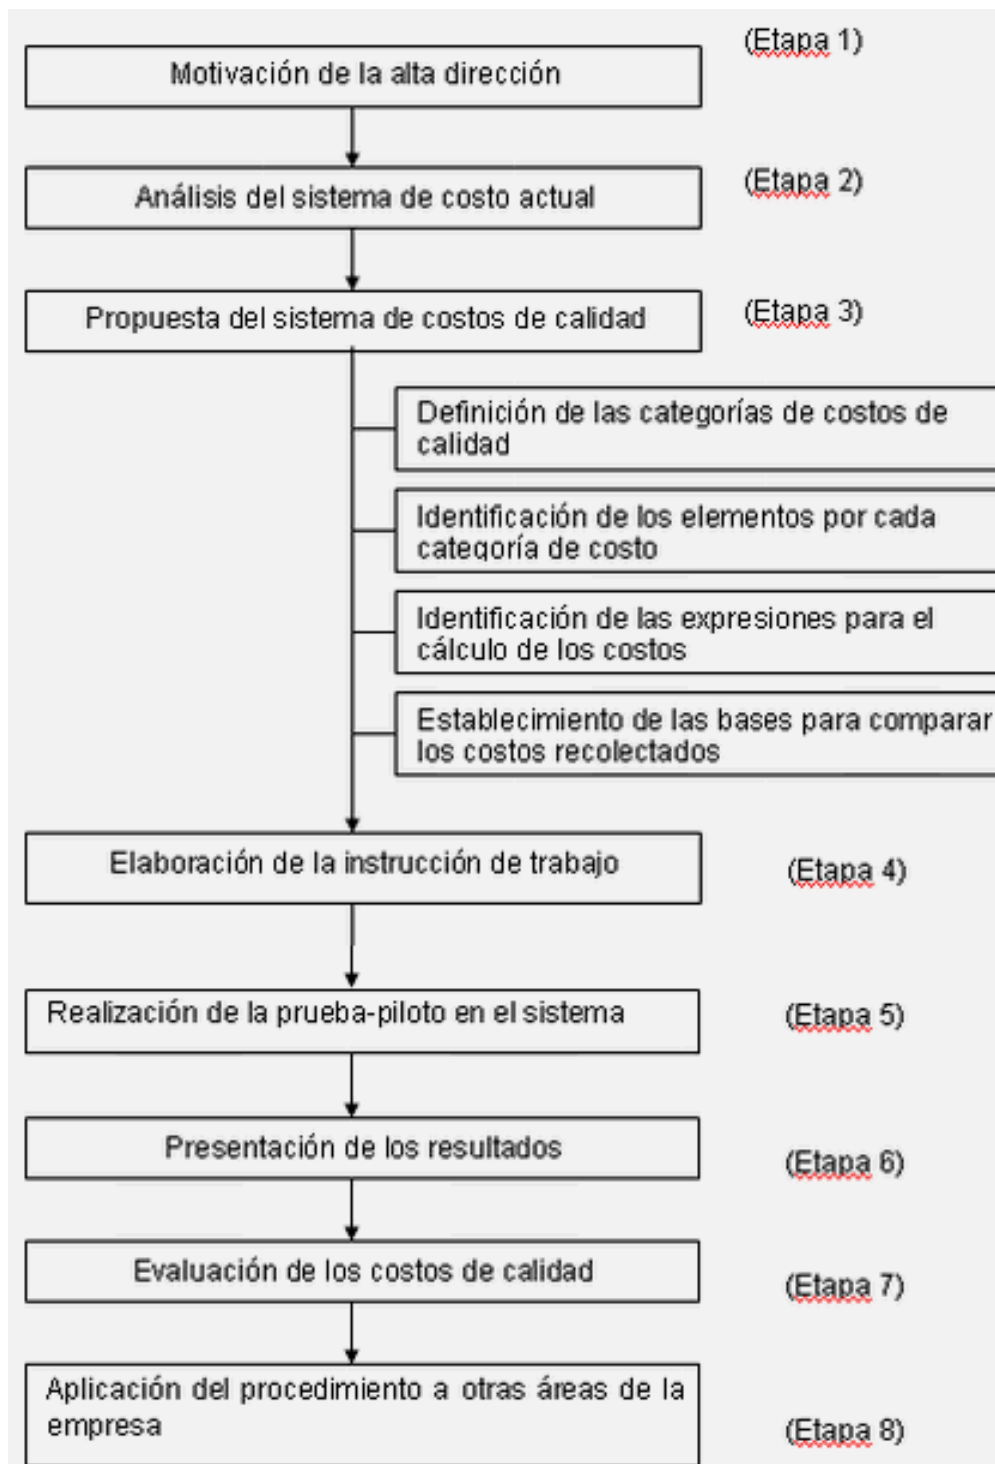 (Etapa 1)
Motivación de la alta dirección
(Etapa 2)
Análisis del sistema de costo actual
(Etapa 3)
Propuesta del sistema de costos de calidad
Definición de las categorías de costos de
calidad
Identificación de los elementos por cada
categoría de costo
Identificación de las expresiones para el
cálculo de los costos
Establecimiento de las bases para comparar
los costos recolectados
Elaboración de la instrucción de trabajo
(Etapa 4)
Realización de la prueba-piloto en el sistema
(Etapa 5)
Presentación de los resultados
(Etapa 6)
Evaluación de los costos de calidad
(Etapa 7)
Aplicación del procedimiento a otras áreas de la
empresa
(Etapa 8)